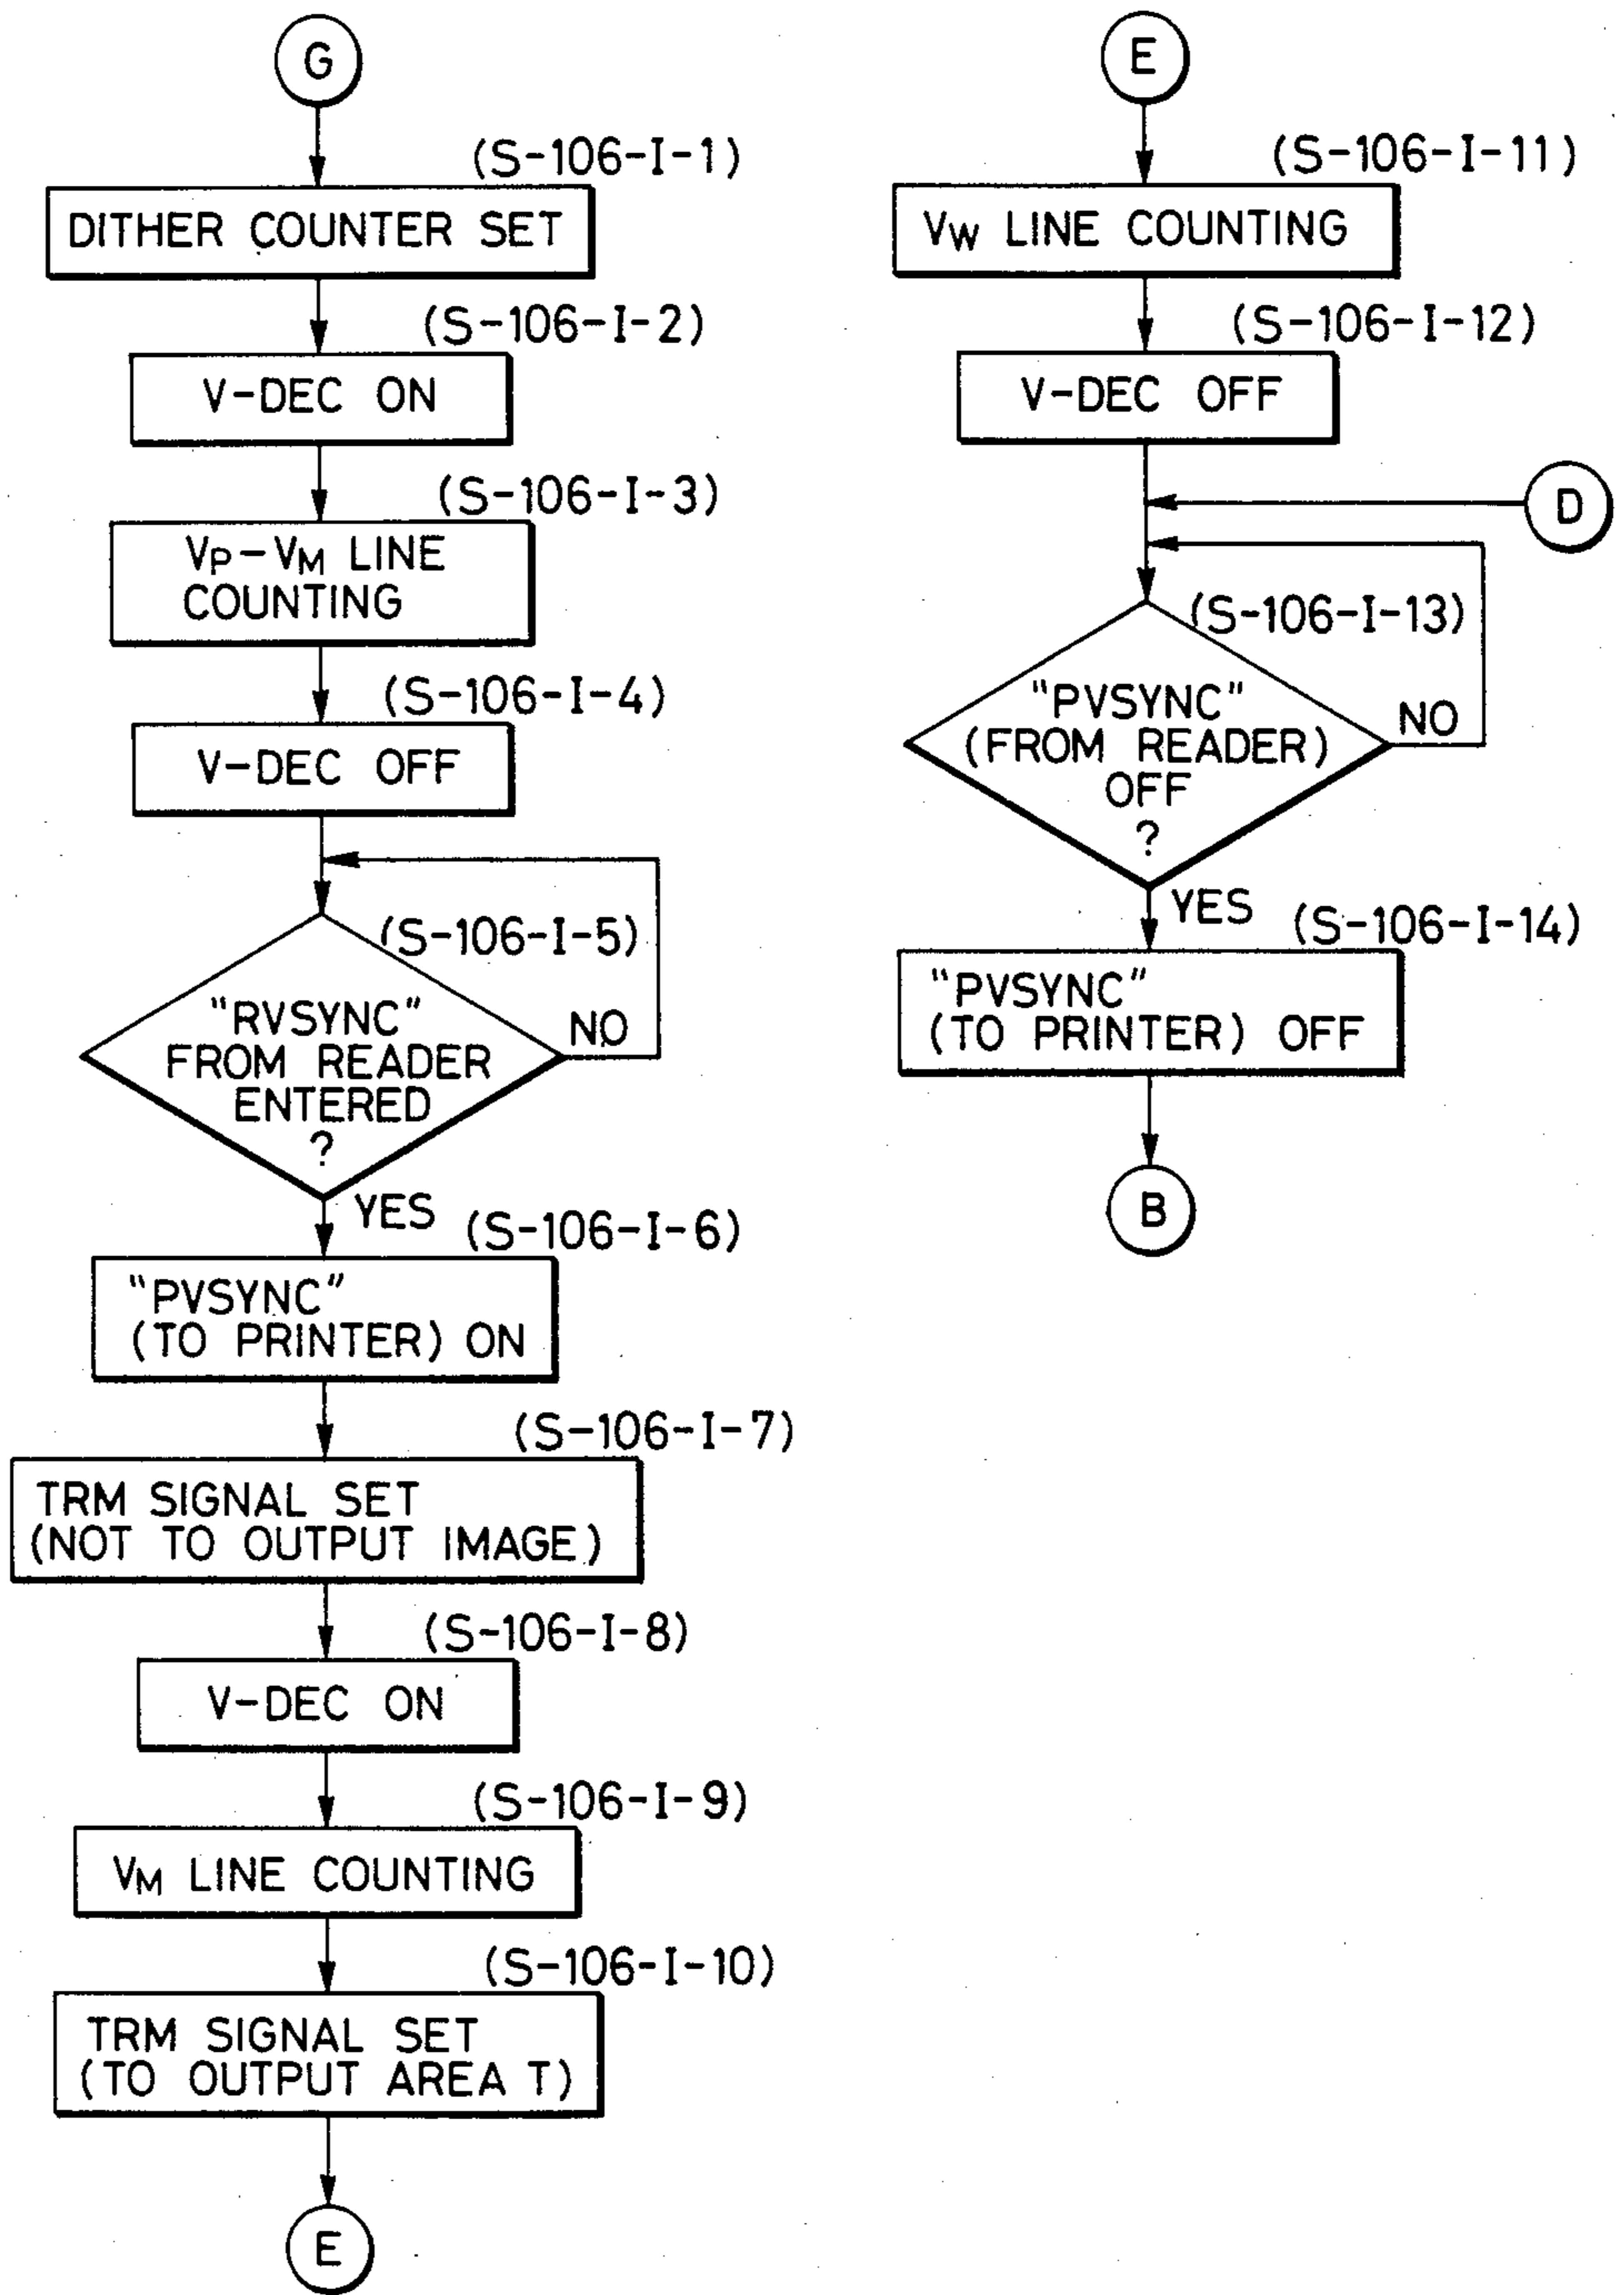 G
(S-106-I-1)
DITHER COUNTER SET
(S-106-I-2)
V-DEC ON
(S-106-I-3)
VP-VM LINE
COUNTING
(S-106-I-4)
V-DEC OFF
(S-106-I-5)
"RVSYNC"
FROM READER
ENTERED
?
NO
YES
(S-106-I-6)
"PVSYNC"
(TO PRINTER) ON
(S-106-I-7)
TRM SIGNAL SET
(NOT TO OUTPUT IMAGE)
(S-106-I-8)
V-DEC ON
(S-106-I-9)
VM LINE COUNTING
(S-106-I-10)
TRM SIGNAL SET
(TO OUTPUT AREA T)
E
E
(S-106-I-11)
VW LINE COUNTING
(S-106-I-12)
V-DEC OFF
D
(S-106-I-13)
"PVSYNC"
(FROM READER)
OFF
?
NO
YES
(S-106-I-14)
"PVSYNC"
(TO PRINTER) OFF
B